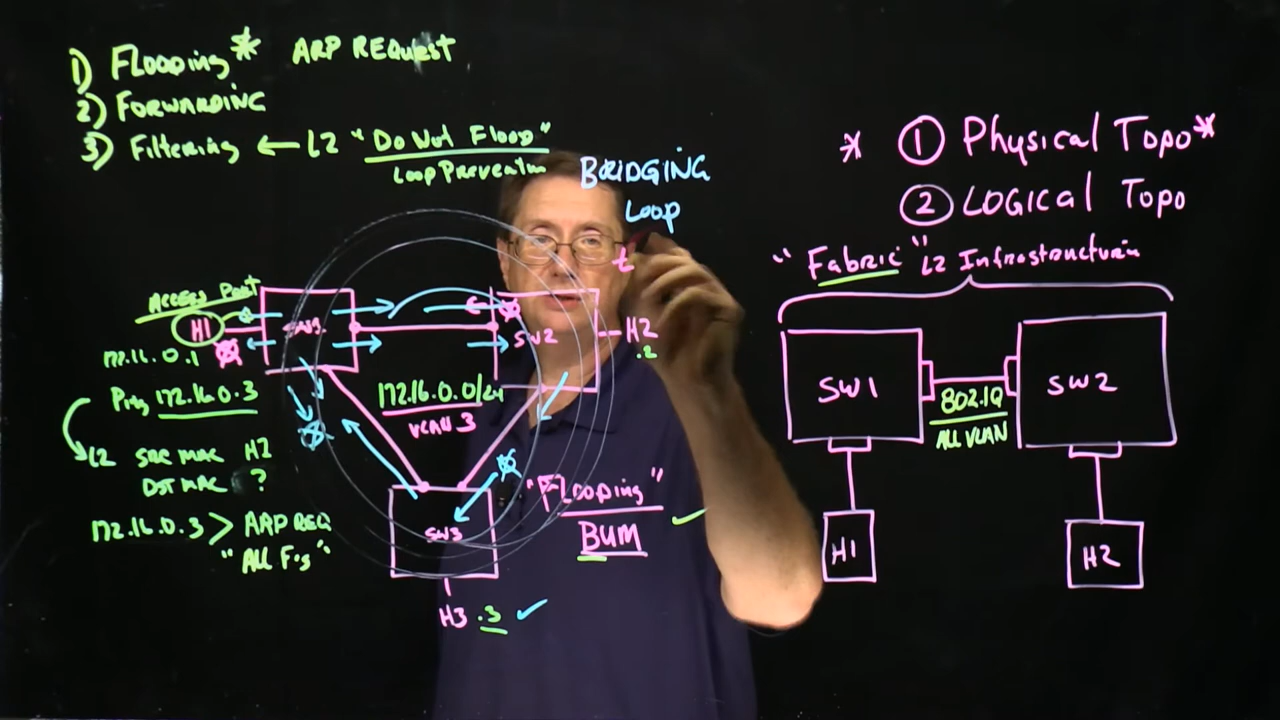 1) Flooding* ARP REQuest
2) FORWARDING
3) Filtering ← L2 "Do Not Flood"
Loop Prevention
BRIDGING
Loop
t
ACCESS Port
H1
SW1
SW2
H2
.2
172.16.0.1
Ping 172.16.0.3
172.16.0.0/24
VLAN 3
L2 SRC MAC H2
DST MAC ?
172.16.0.3 > ARP REQ
"ALL F's"
SW3
H3 .3 ✓
"Flooding"
BUM ✓
* 1 Physical Topo*
2 LOGICAL Topo
"Fabric" L2 Infrastructure
SW1
SW2
802.1Q
ALL VLAN
H1
H2